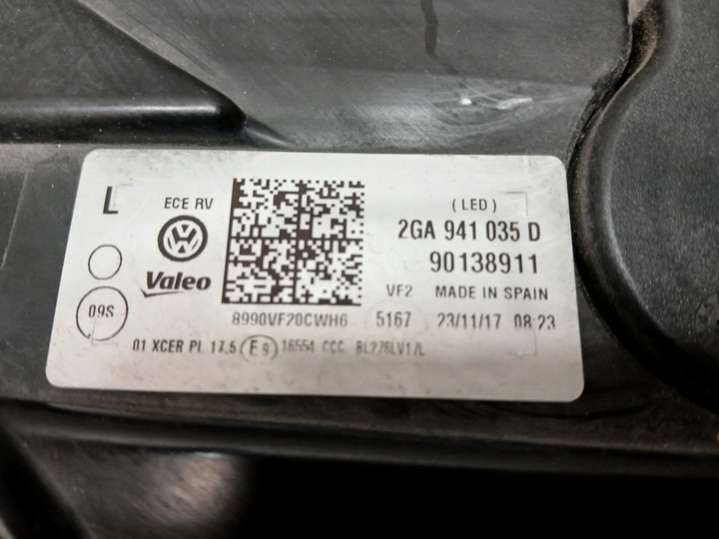 L ECE RV (LED)
2GA 941 035 D
Valeo 90138911
VF2 MADE IN SPAIN
09S 8990VF20CWH6 5167 23/11/17 08:23
01 XCER PL 17.5 E9 16554 CCC